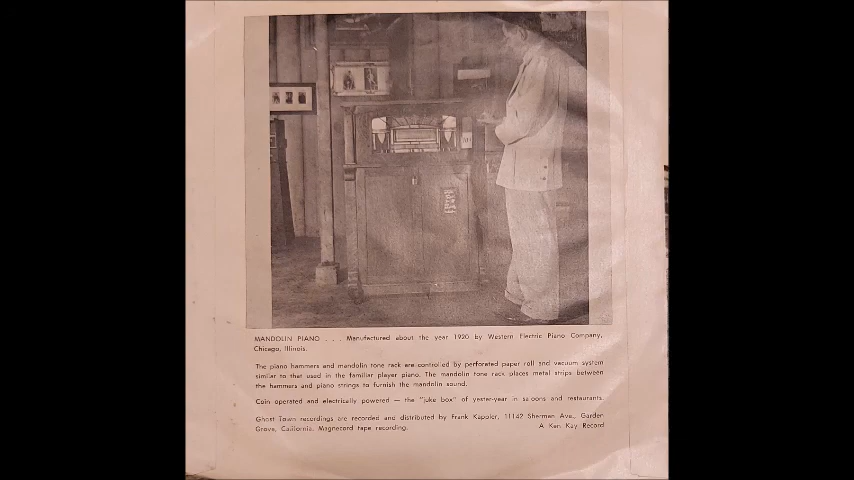 MANDOLIN PIANO . . . Manufactured about the year 1920 by Western Electric Piano Company,
Chicago, Illinois.
The piano hammers and mandolin tone rack are controlled by perforated paper roll and vacuum system
similar to that used in the familiar player piano. The mandolin tone rack places metal strips between
the hammers and piano strings to furnish the mandolin sound.
Coin operated and electrically powered — the "juke box" of yester-year in saloons and restaurants.
Ghost Town recordings are recorded and distributed by Frank Kapoler, 11142 Sherman Ave., Garden
Grove, California. Magnecord tape recording.
A Ken Kay Record